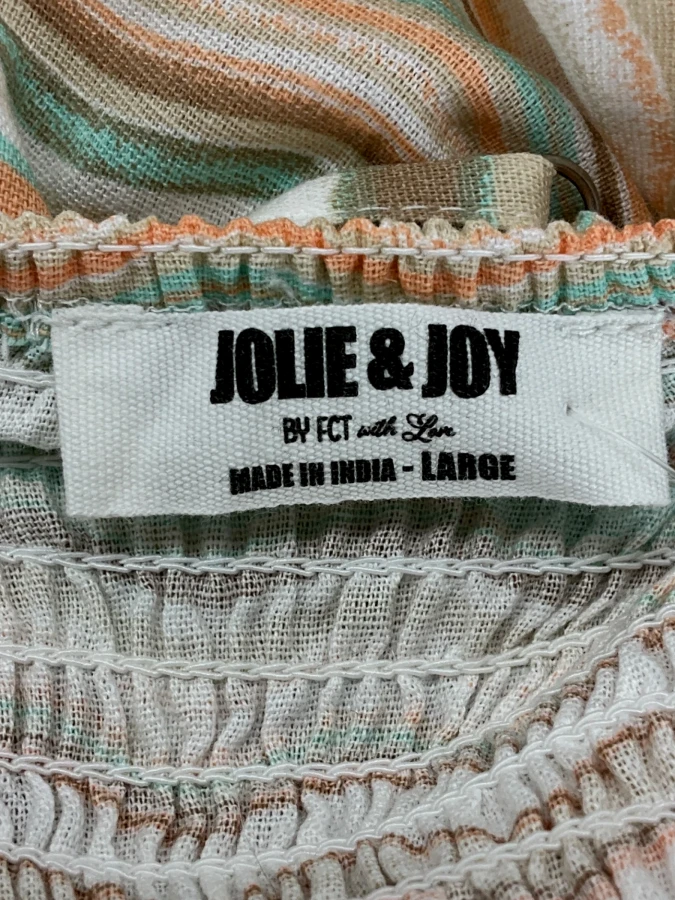 JOLIE & JOY
BY FCT with Love
MADE IN INDIA - LARGE